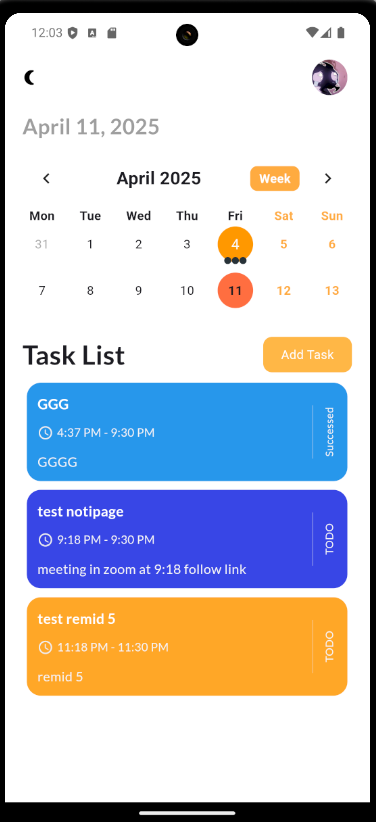 12:03
April 11, 2025
April 2025 Week
Mon Tue Wed Thu Fri Sat Sun
31 1 2 3 4 5 6
7 8 9 10 11 12 13
Task List Add Task
GGG
4:37 PM - 9:30 PM
GGGG
Successed
test notipage
9:18 PM - 9:30 PM
meeting in zoom at 9:18 follow link
TODO
test remid 5
11:18 PM - 11:30 PM
remid 5
TODO